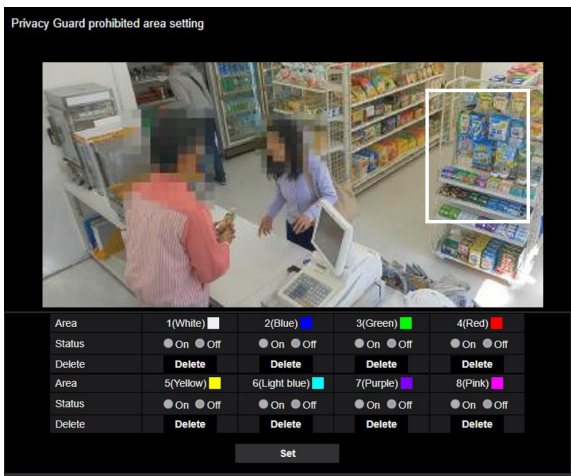 Privacy Guard prohibited area setting
Area 1(White) 2(Blue) 3(Green) 4(Red)
Status On Off On Off On Off On Off
Delete Delete Delete Delete Delete
Area 5(Yellow) 6(Light blue) 7(Purple) 8(Pink)
Status On Off On Off On Off On Off
Delete Delete Delete Delete Delete
Set